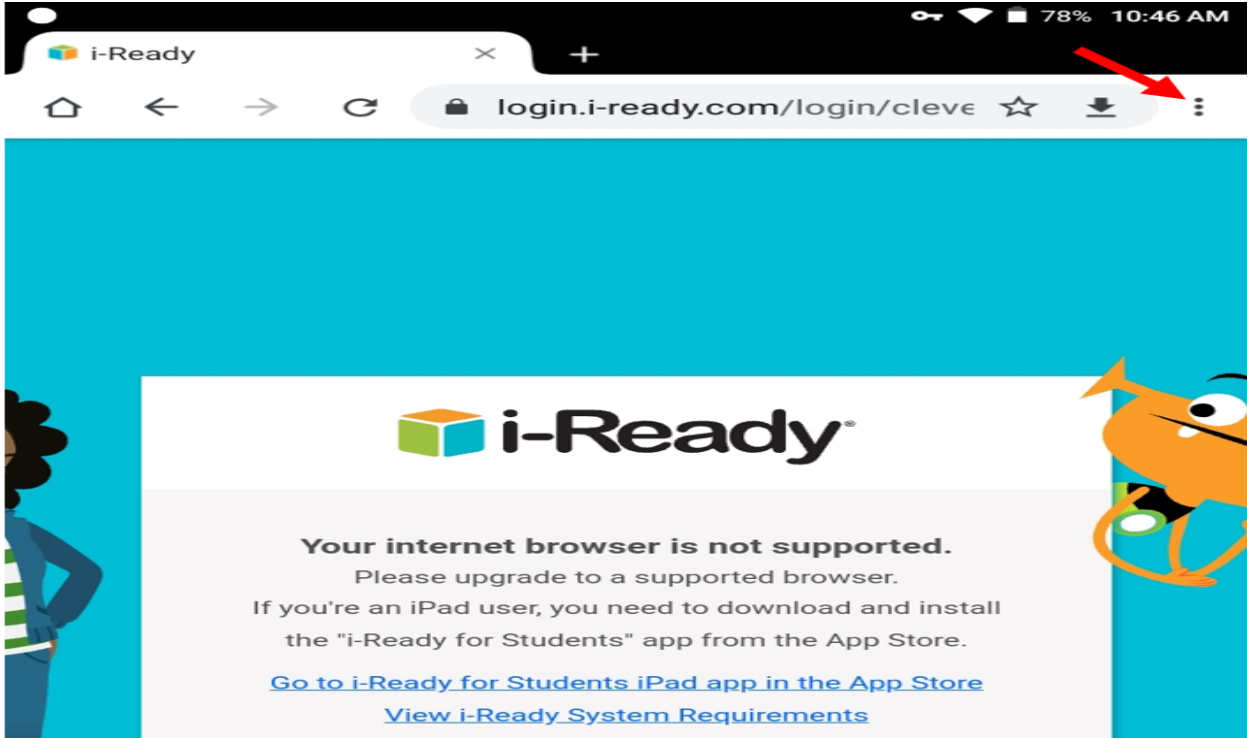 78% 10:46 AM
i-Ready
login.i-ready.com/login/cleve
i-Ready®
Your internet browser is not supported.
Please upgrade to a supported browser.
If you're an iPad user, you need to download and install
the "i-Ready for Students" app from the App Store.
Go to i-Ready for Students iPad app in the App Store
View i-Ready System Requirements